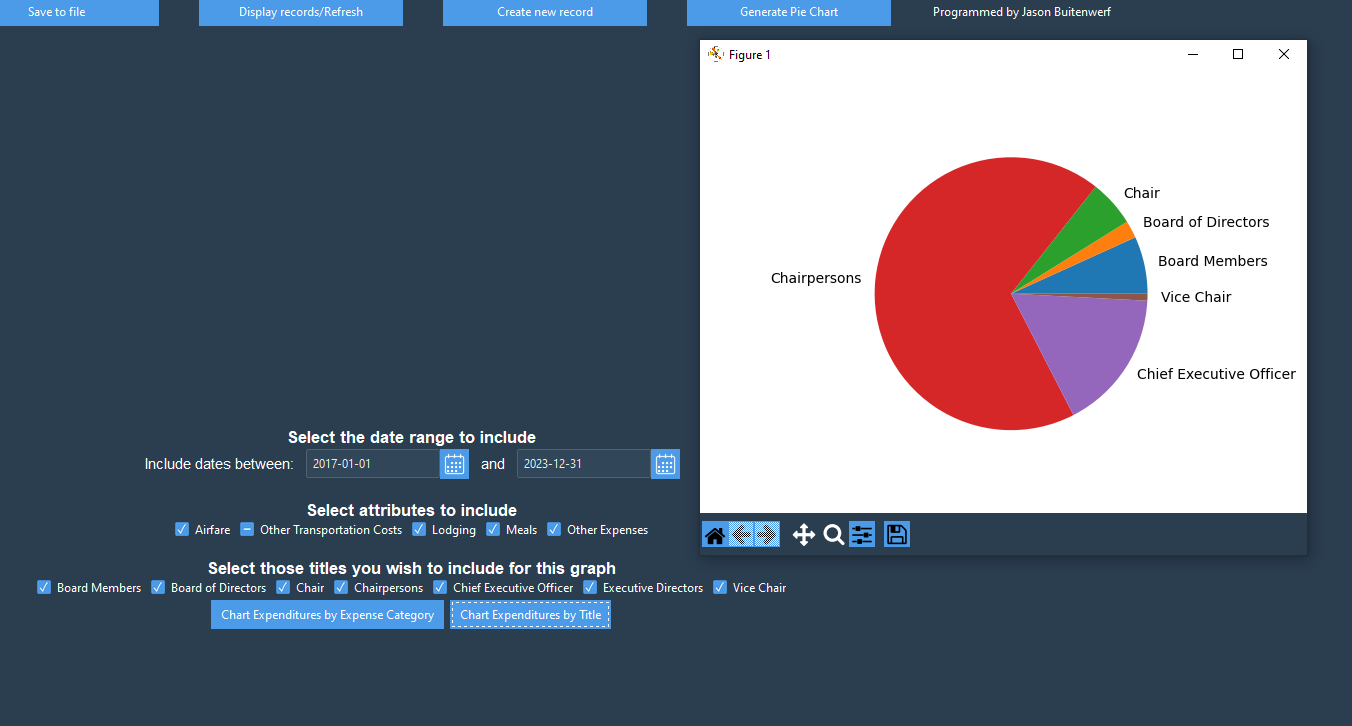 Save to file
Display records/Refresh
Create new record
Generate Pie Chart
Programmed by Jason Buitenwerf
Figure 1
Chair
Board of Directors
Board Members
Chairpersons
Vice Chair
Chief Executive Officer
Select the date range to include
Include dates between: 2017-01-01 and 2023-12-31
Select attributes to include
Airfare Other Transportation Costs Lodging Meals Other Expenses
Select those titles you wish to include for this graph
Board Members Board of Directors Chair Chairpersons Chief Executive Officer Executive Directors Vice Chair
Chart Expenditures by Expense Category Chart Expenditures by Title